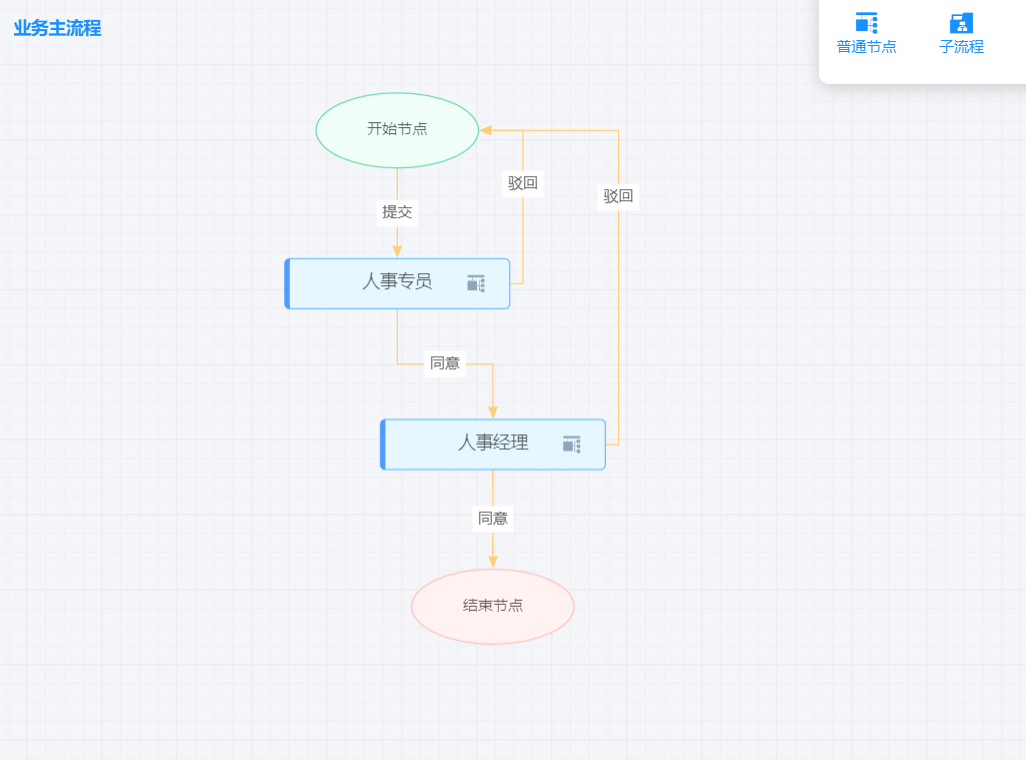 业务主流程
普通节点
子流程
开始节点
驳回
驳回
提交
人事专员
同意
人事经理
同意
结束节点